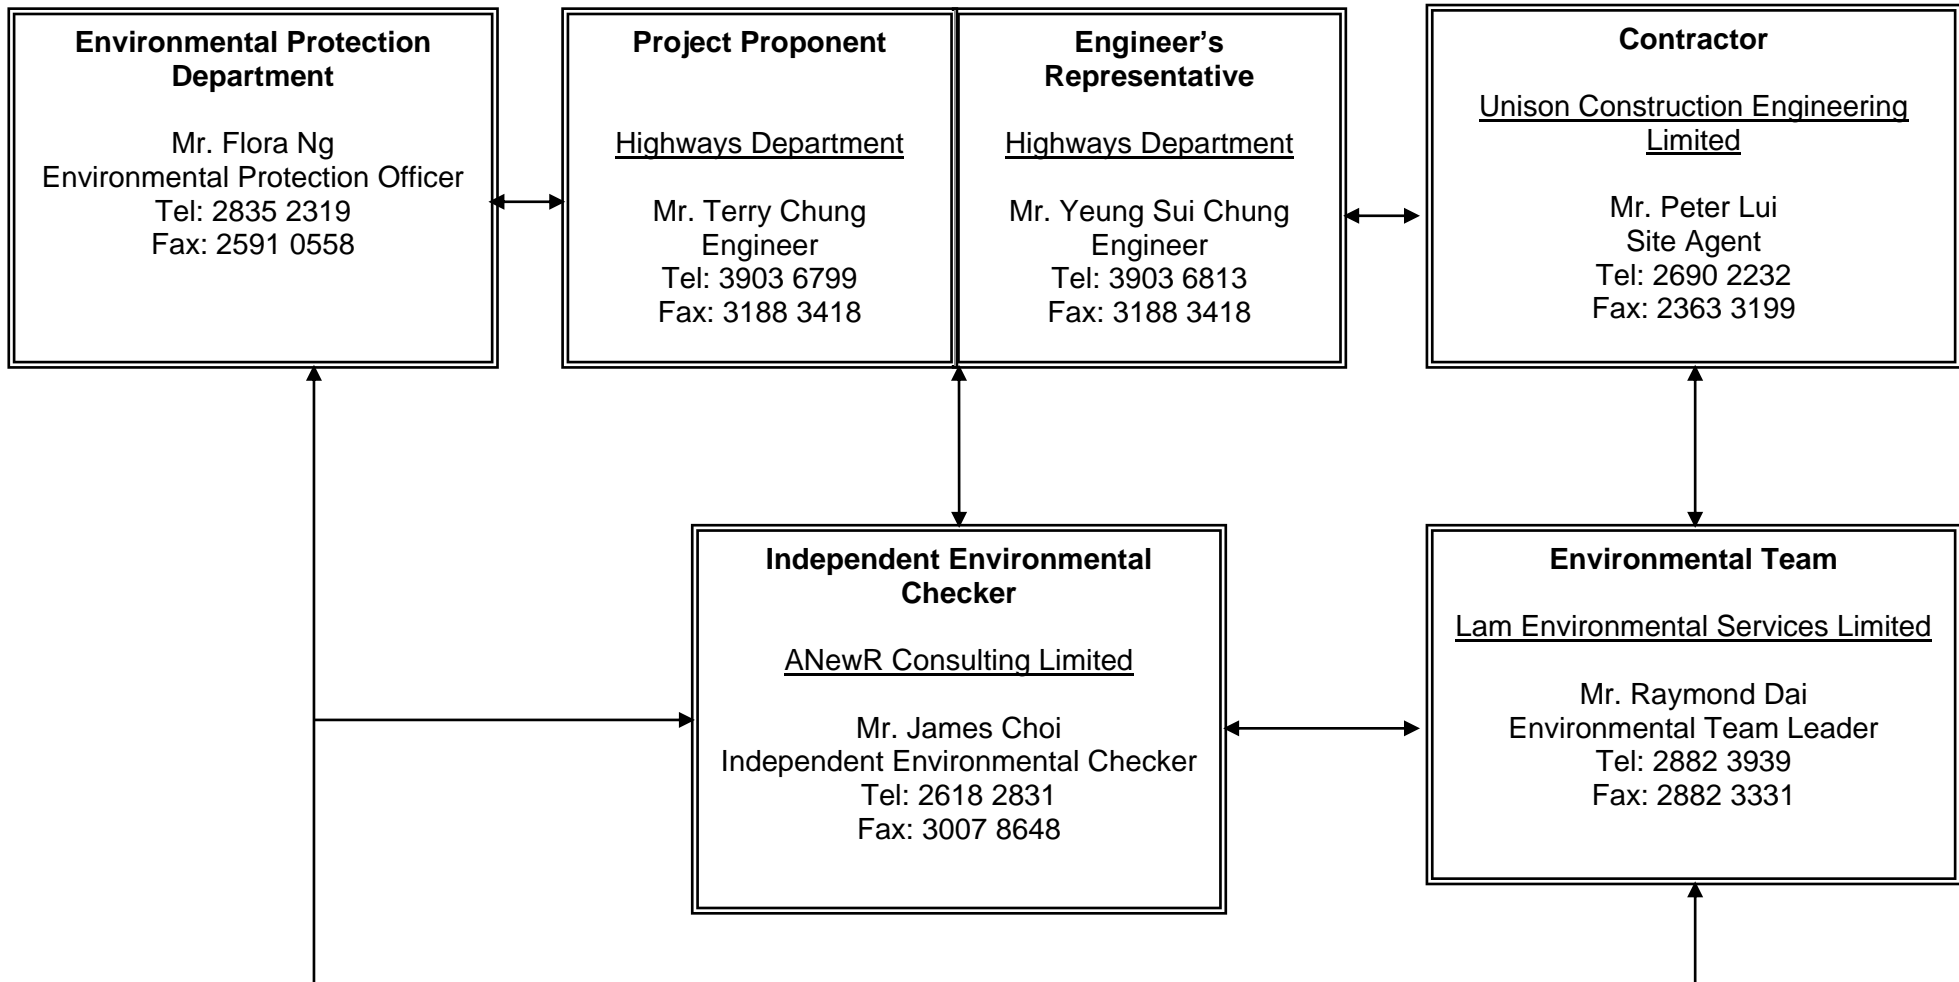 Environmental Protection
Department
Mr. Flora Ng
Environmental Protection Officer
Tel: 2835 2319
Fax: 2591 0558
Project Proponent
Highways Department
Mr. Terry Chung
Engineer
Tel: 3903 6799
Fax: 3188 3418
Engineer’s
Representative
Highways Department
Mr. Yeung Sui Chung
Engineer
Tel: 3903 6813
Fax: 3188 3418
Contractor
Unison Construction Engineering
Limited
Mr. Peter Lui
Site Agent
Tel: 2690 2232
Fax: 2363 3199
Independent Environmental
Checker
ANewR Consulting Limited
Mr. James Choi
Independent Environmental Checker
Tel: 2618 2831
Fax: 3007 8648
Environmental Team
Lam Environmental Services Limited
Mr. Raymond Dai
Environmental Team Leader
Tel: 2882 3939
Fax: 2882 3331